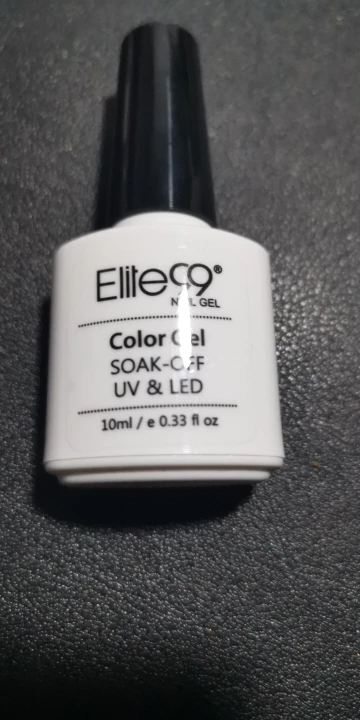 Elite99®
NAIL GEL
Color Gel
SOAK-OFF
UV & LED
10ml / e 0.33 fl oz